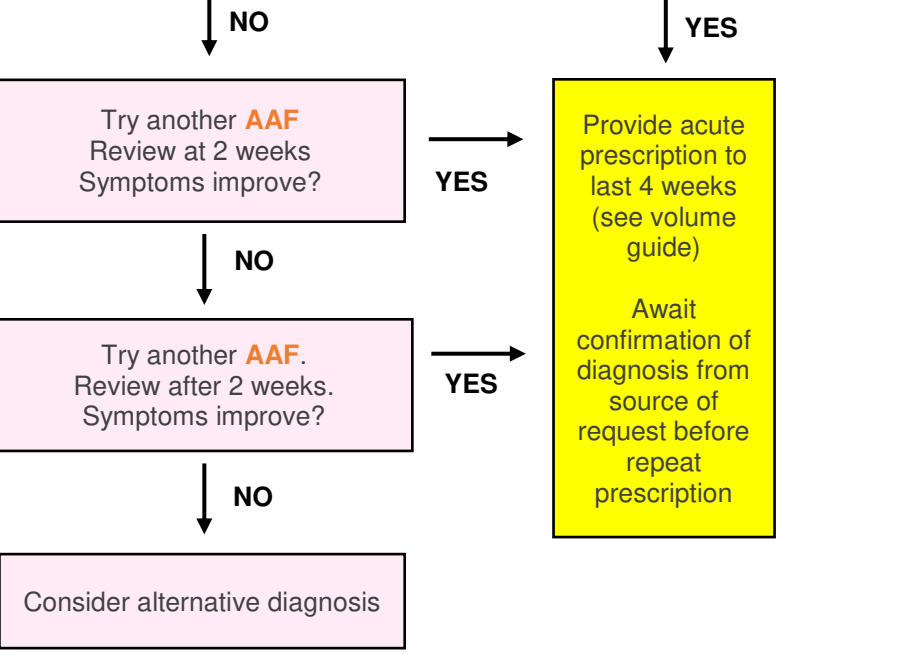 NO
YES
Try another AAF
Review at 2 weeks
Symptoms improve?
YES
Provide acute
prescription to
last 4 weeks
(see volume
guide)
Await
confirmation of
diagnosis from
source of
request before
repeat
prescription
NO
Try another AAF.
Review after 2 weeks.
Symptoms improve?
YES
NO
Consider alternative diagnosis